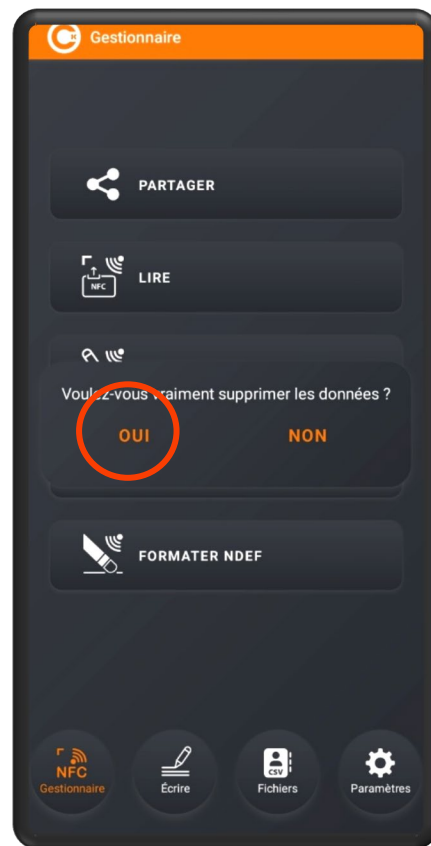 Gestionnaire
PARTAGER
NFC
LIRE
Voulez-vous vraiment supprimer les données ?
OUI NON
FORMATER NDEF
NFC
CSV
Gestionnaire Écrire Fichiers Paramètres